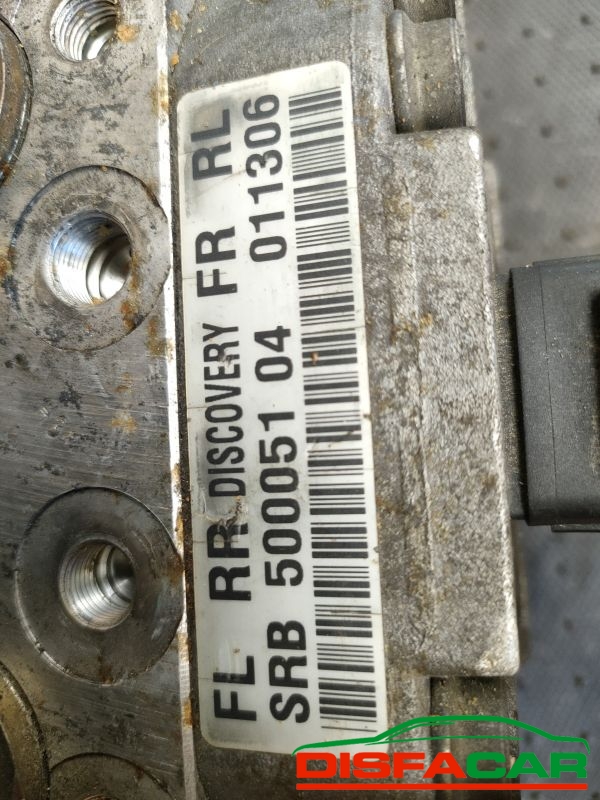 FL RR DISCOVERY FR RL
SRB 500051 04 011306
DISFACAR